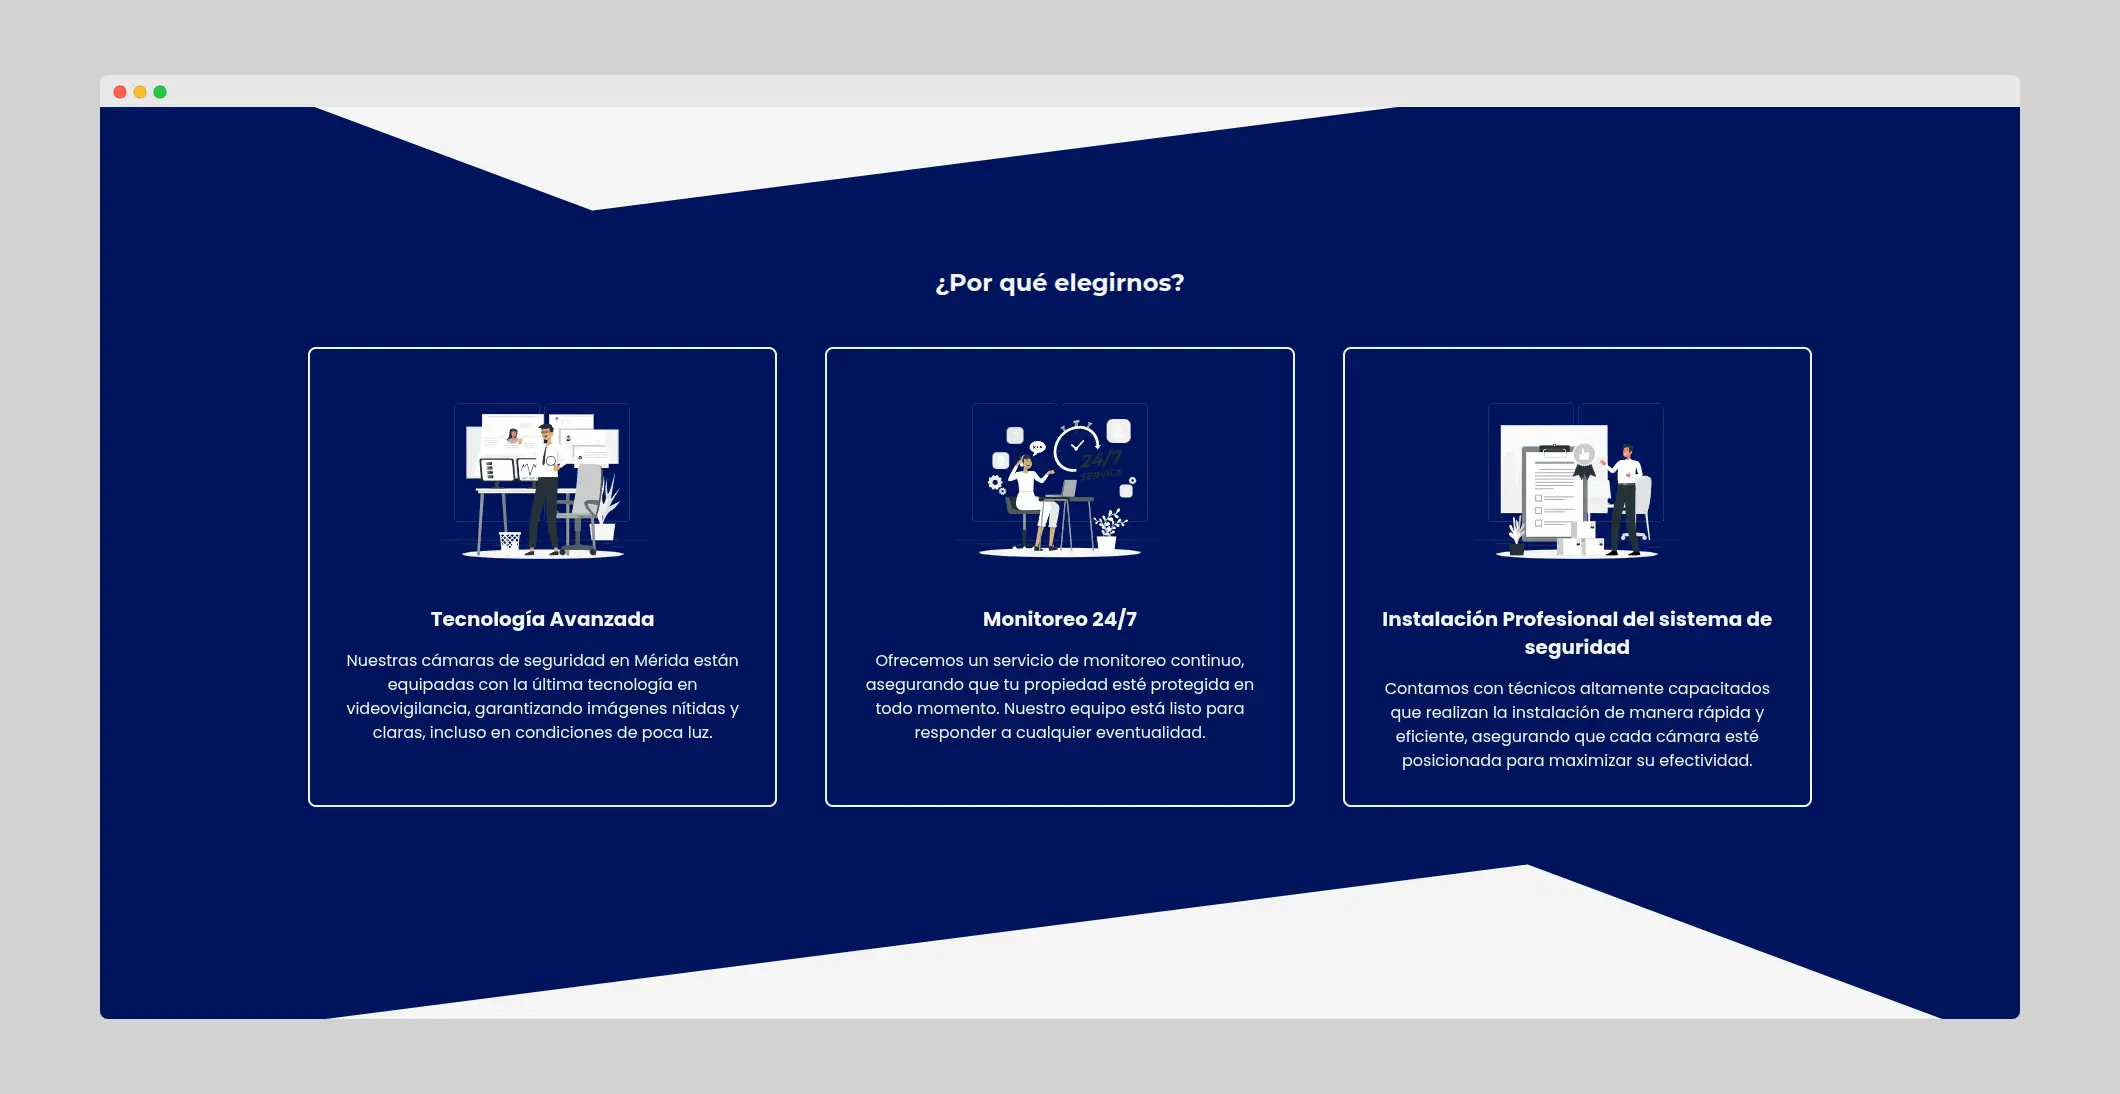 ¿Por qué elegirnos?
24/7
SERVICE
Tecnología Avanzada
Nuestras cámaras de seguridad en Mérida están
equipadas con la última tecnología en
videovigilancia, garantizando imágenes nítidas y
claras, incluso en condiciones de poca luz.
Monitoreo 24/7
Ofrecemos un servicio de monitoreo continuo,
asegurando que tu propiedad esté protegida en
todo momento. Nuestro equipo está listo para
responder a cualquier eventualidad.
Instalación Profesional del sistema de
seguridad
Contamos con técnicos altamente capacitados
que realizan la instalación de manera rápida y
eficiente, asegurando que cada cámara esté
posicionada para maximizar su efectividad.